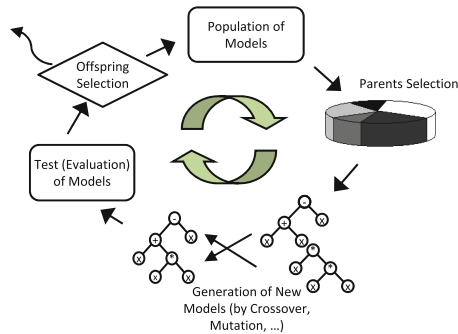 Population of
Models
Offspring
Selection
Parents Selection
Test (Evaluation)
of Models
-
+
x
x
*
x
x
-
+
x
x
x
*
x
*
x
x
Generation of New
Models (by Crossover,
Mutation, ...)